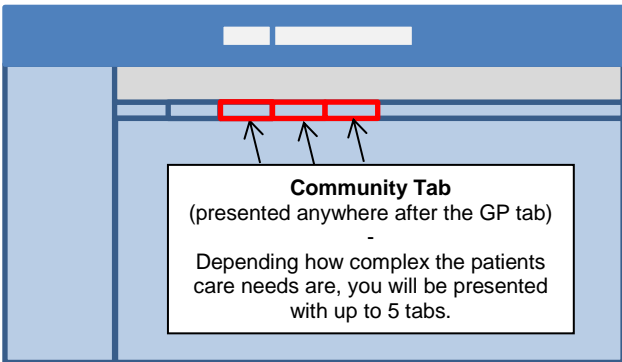 Community Tab
(presented anywhere after the GP tab)
-
Depending how complex the patients
care needs are, you will be presented
with up to 5 tabs.